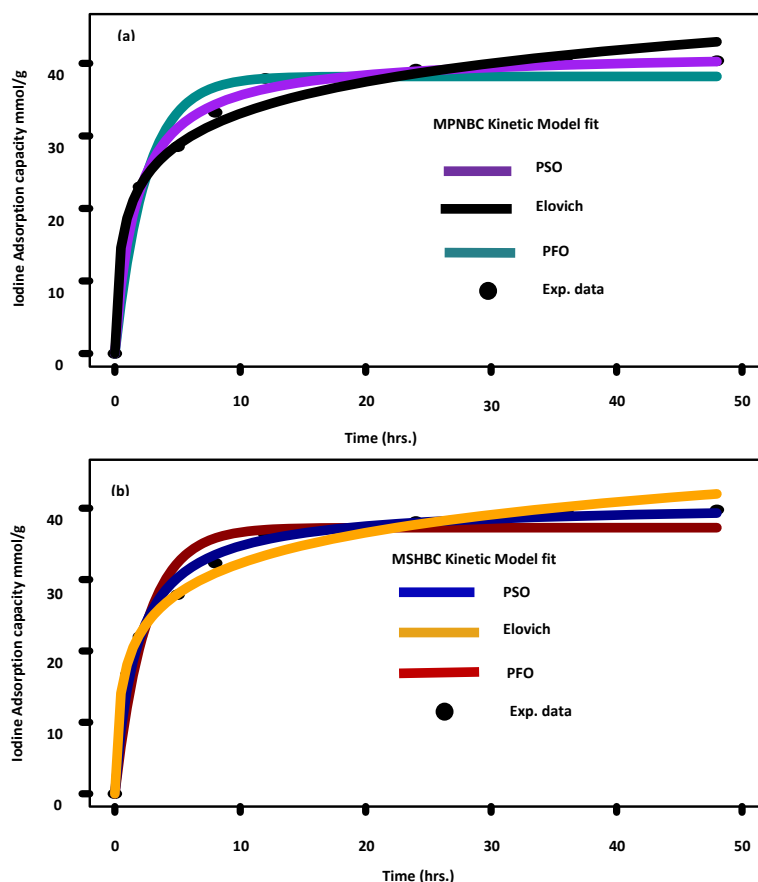 (a)
Iodine Adsorption capacity mmol/g
40
30
20
10
0
MPNBC Kinetic Model fit
PSO
Elovich
PFO
Exp. data
0 10 20 30 40 50
Time (hrs.)
(b)
Iodine Adsorption capacity mmol/g
40
30
20
10
0
MSHBC Kinetic Model fit
PSO
Elovich
PFO
Exp. data
0 10 20 30 40 50
Time (hrs.)